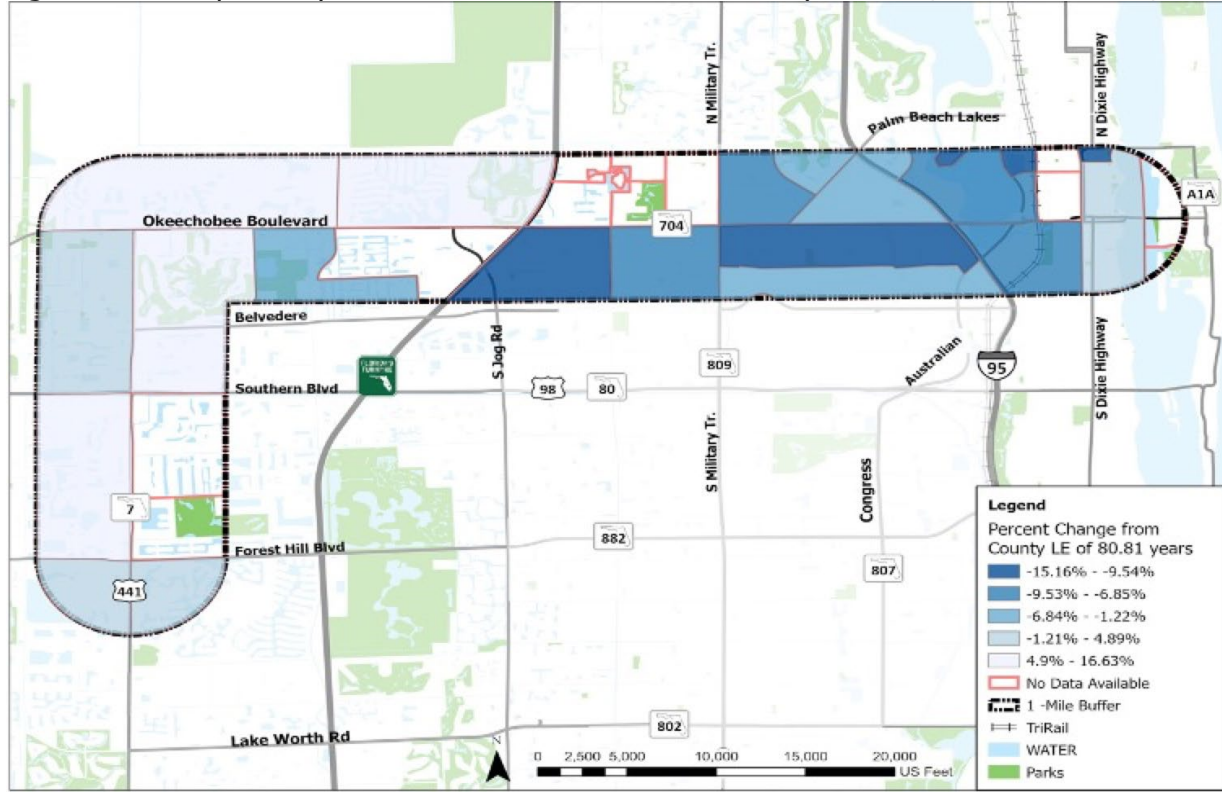 N Military Tr.
N Dixie Highway
Palm Beach Lakes
A1A
Okeechobee Boulevard
704
Belvedere
S Jog Rd
809
Australian
95
S Dixie Highway
FLORIDA'S
TURNPIKE
Southern Blvd
98
80
S Military Tr.
Congress
7
882
Forest Hill Blvd
807
441
Lake Worth Rd
802
N
0 2,500 5,000 10,000 15,000 20,000
US Feet
Legend
Percent Change from
County LE of 80.81 years
-15.16% - -9.54%
-9.53% - -6.85%
-6.84% - -1.22%
-1.21% - 4.89%
4.9% - 16.63%
No Data Available
1 -Mile Buffer
TriRail
WATER
Parks